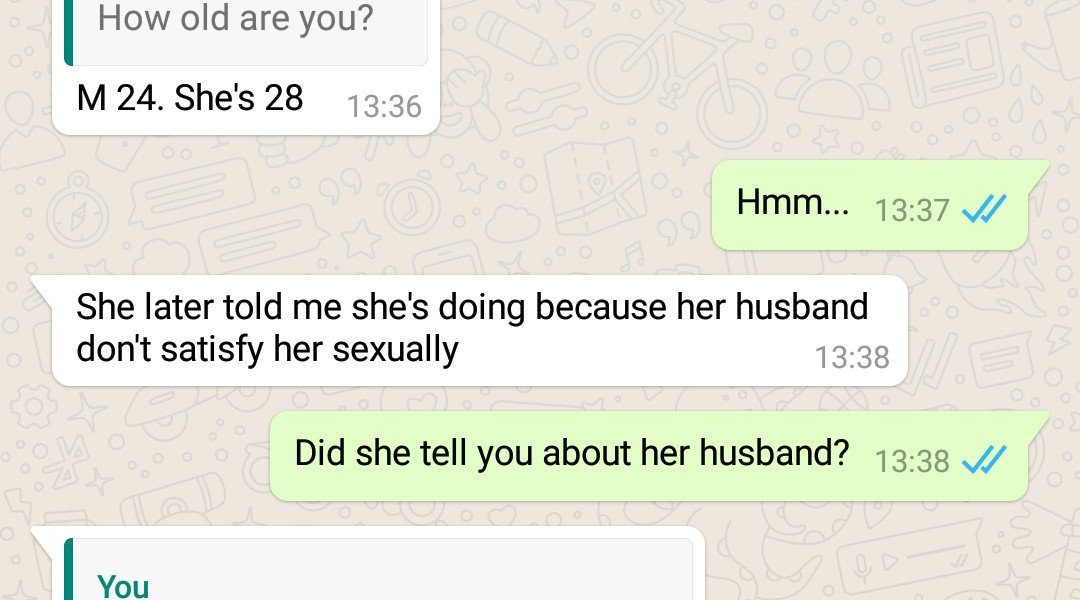 How old are you?
M 24. She's 28 13:36
Hmm... 13:37
She later told me she's doing because her husband
don't satisfy her sexually 13:38
Did she tell you about her husband? 13:38
You